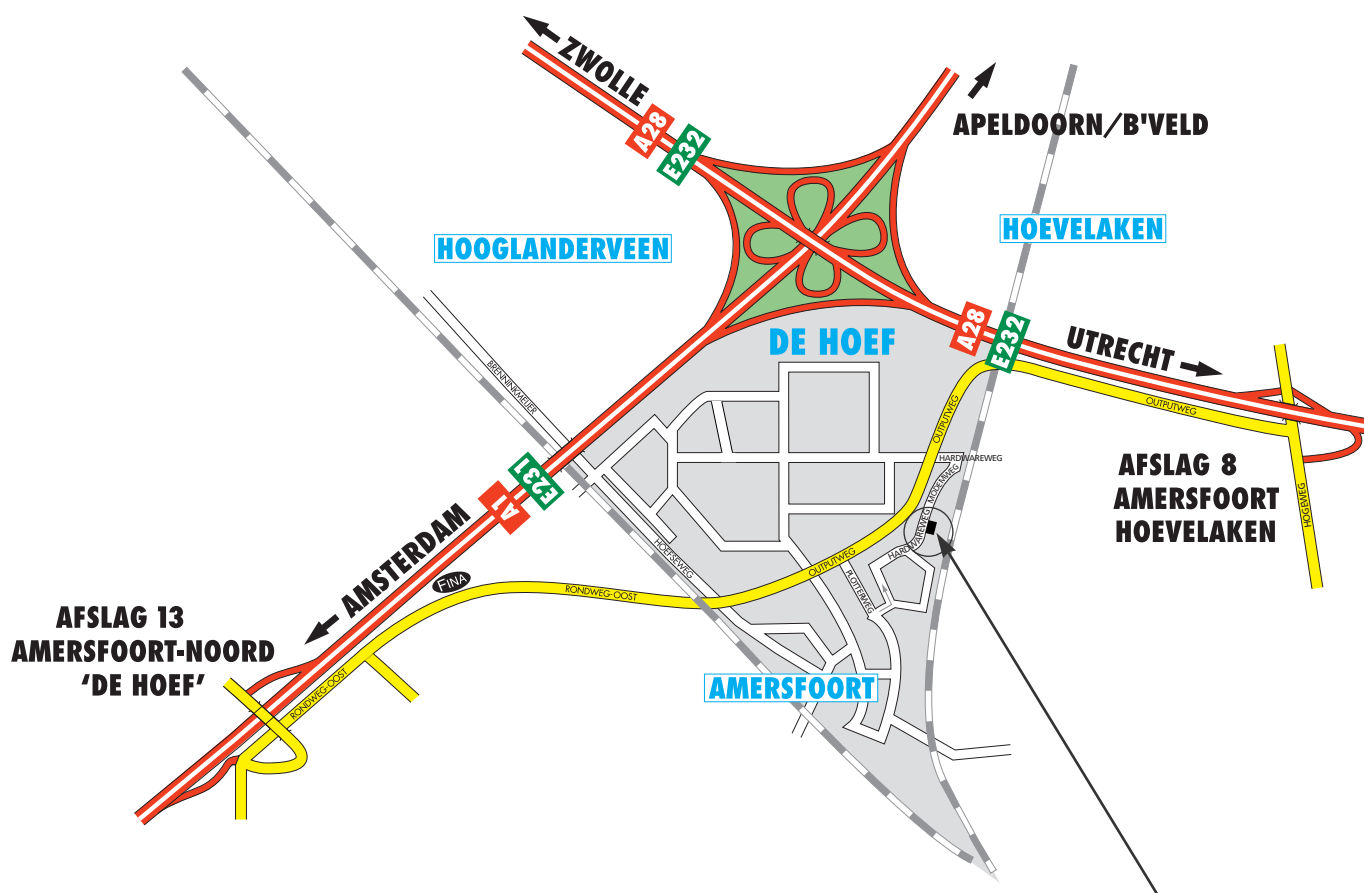 ZWOLLE
A28
E232
APELDOORN/B'VELD
HOOGLANDERVEEN
HOEVELAKEN
DE HOEF
A28
E232
UTRECHT
BRENNINKMEIJER
OUTPUTWEG
OUTPUTWEG
HARDWAREWEG
MODEMWEG
AFSLAG 8
AMERSFOORT
HOEVELAKEN
HOGEWEG
E231
A1
AMSTERDAM
HOEFSEWEG
HARDWAREWEG
OUTPUTWEG
PLOTTERWEG
FINA
RONDWEG-OOST
AFSLAG 13
AMERSFOORT-NOORD
‘DE HOEF’
RONDWEG-OOST
AMERSFOORT